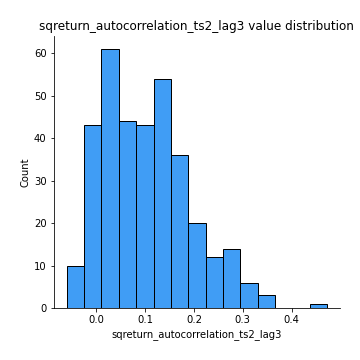 sqreturn_autocorrelation_ts2_lag3 value distribution
60
50
40
30
20
10
0
Count
0.0 0.1 0.2 0.3 0.4
sqreturn_autocorrelation_ts2_lag3